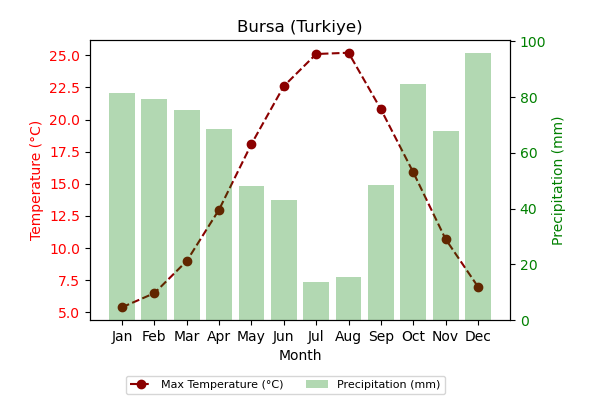 Bursa (Turkiye)
25.0
22.5
20.0
17.5
15.0
12.5
10.0
7.5
5.0
Temperature (°C)
100
80
60
40
20
0
Precipitation (mm)
Jan Feb Mar Apr May Jun Jul Aug Sep Oct Nov Dec
Month
Max Temperature (°C) Precipitation (mm)